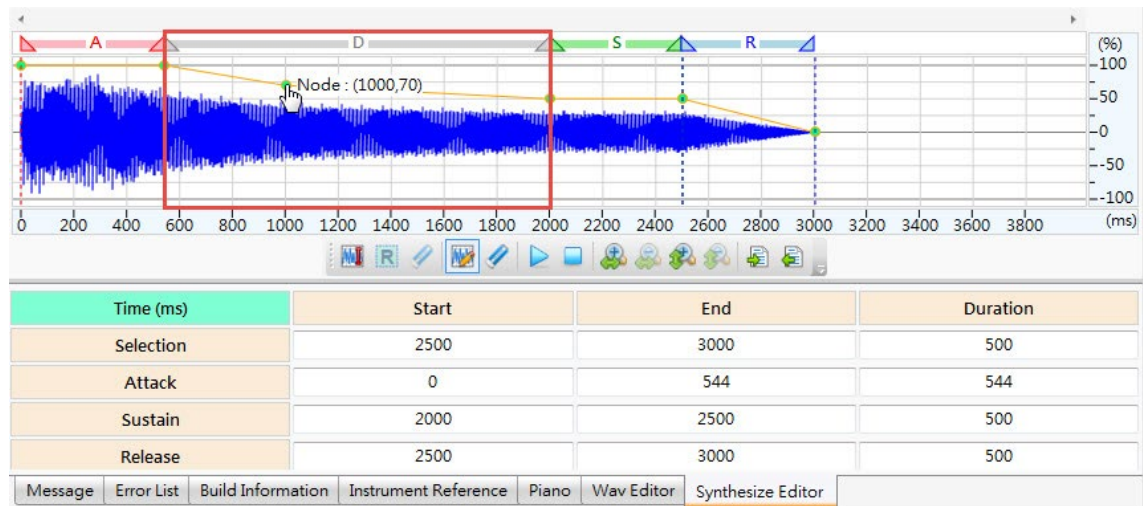 A D S R (%)
100
Node : (1000,70)
50
0
-50
-100
0 200 400 600 800 1000 1200 1400 1600 1800 2000 2200 2400 2600 2800 3000 3200 3400 3600 3800 (ms)
R
Time (ms) Start End Duration
Selection 2500 3000 500
Attack 0 544 544
Sustain 2000 2500 500
Release 2500 3000 500
Message Error List Build Information Instrument Reference Piano Wav Editor Synthesize Editor